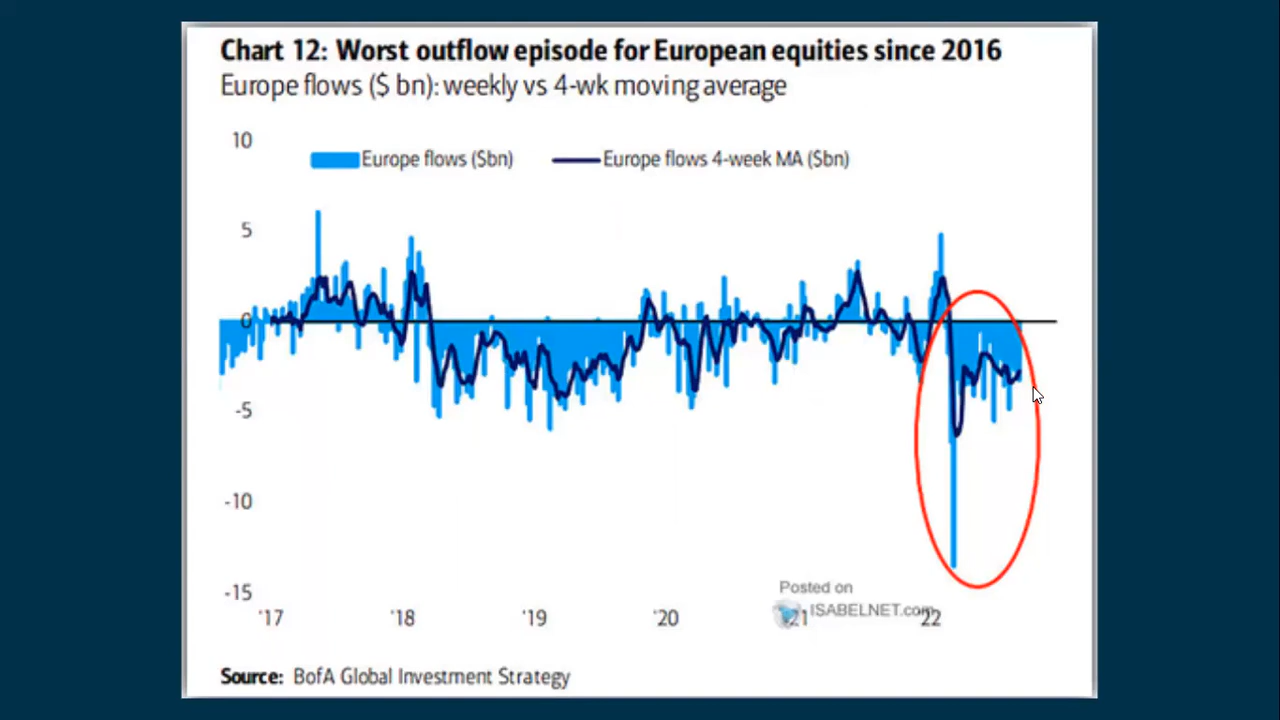 Chart 12: Worst outflow episode for European equities since 2016
Europe flows ($ bn): weekly vs 4-wk moving average
10
Europe flows ($bn)
Europe flows 4-week MA ($bn)
5
0
-5
-10
-15
Posted on
ISABELNET.com
'17
'18
'19
'20
'21
22
Source: BofA Global Investment Strategy